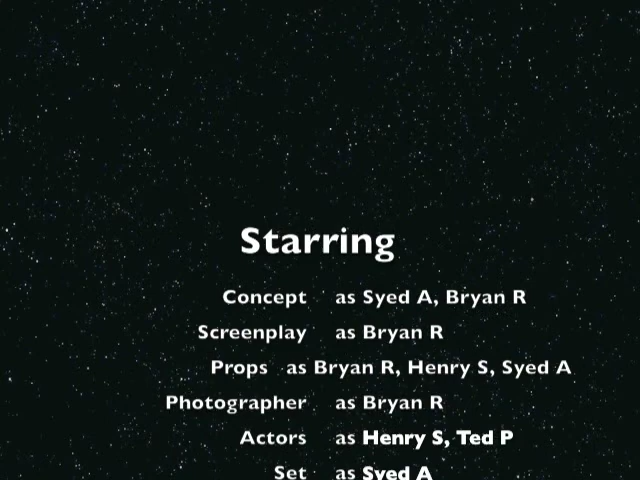 Starring
Concept as Syed A, Bryan R
Screenplay as Bryan R
Props as Bryan R, Henry S, Syed A
Photographer as Bryan R
Actors as Henry S, Ted P
Set as Syed A